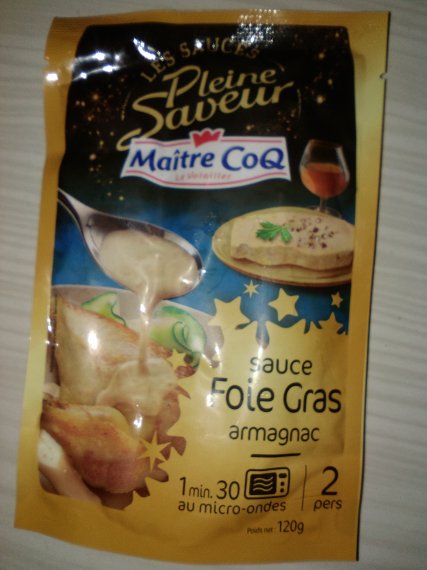 LES SAUCES
Pleine
Saveur
Maître CoQ
Le Volailler
sauce
Foie Gras
armagnac
1 min. 30
au micro-ondes
2
pers
Poids net : 120g